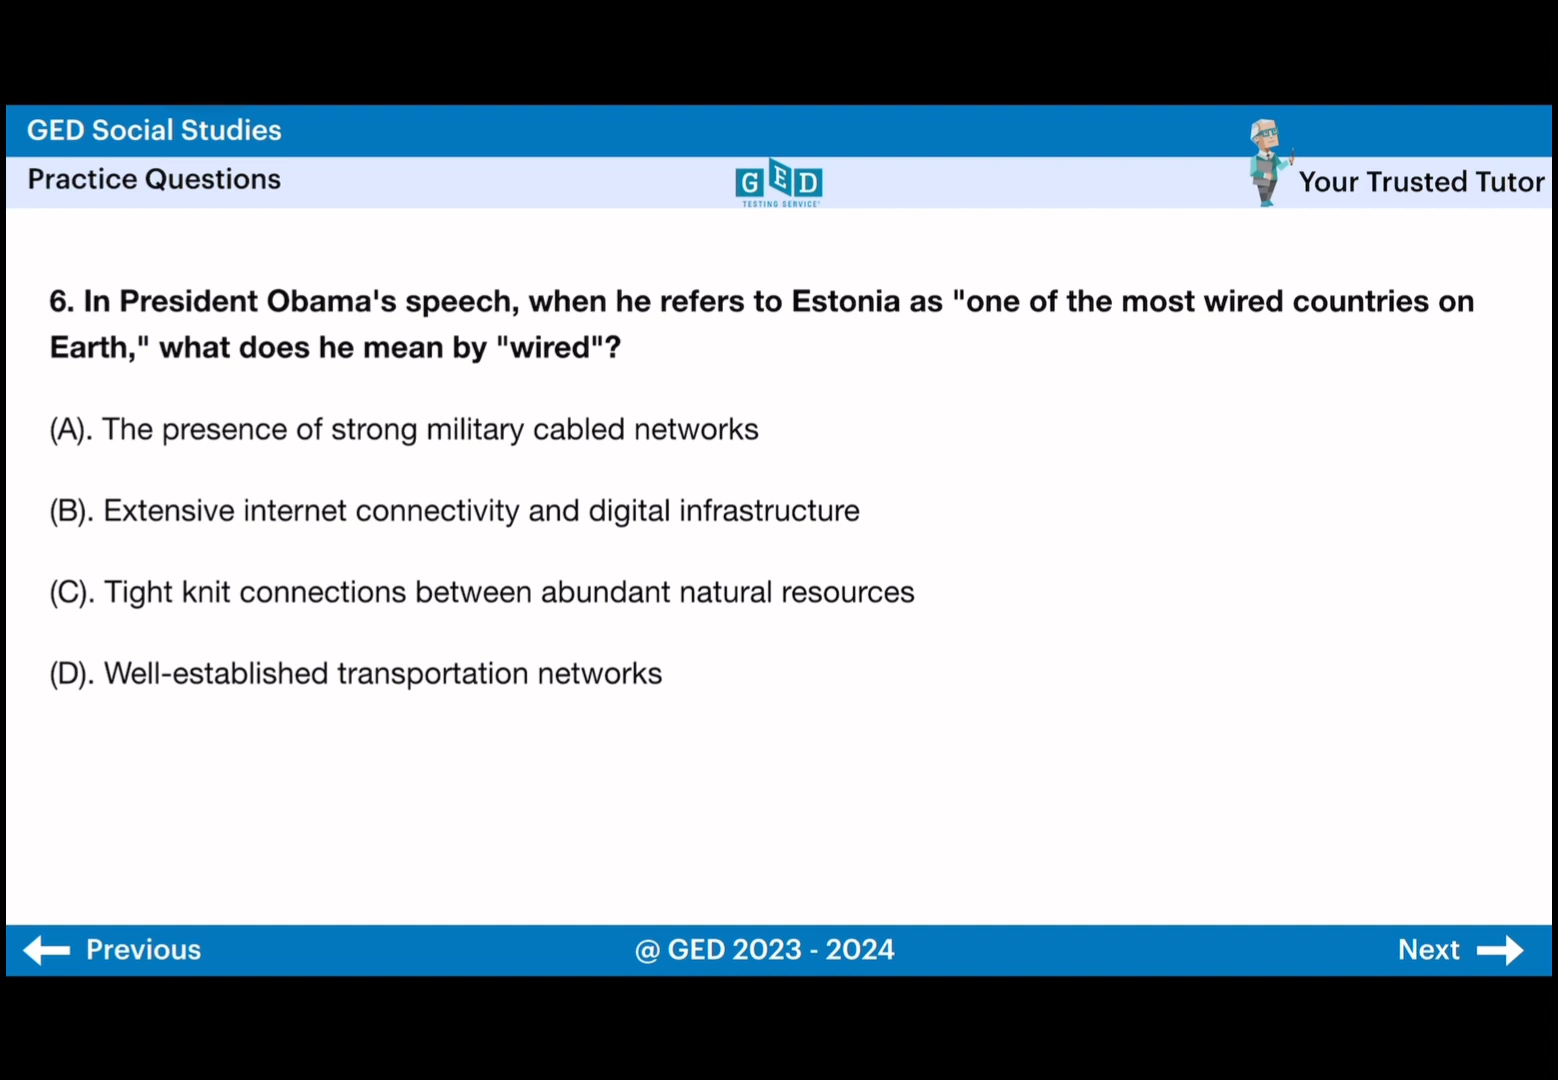 GED Social Studies
Practice Questions
GED
TESTING SERVICE
Your Trusted Tutor
6. In President Obama's speech, when he refers to Estonia as "one of the most wired countries on
Earth," what does he mean by "wired"?
(A). The presence of strong military cabled networks
(B). Extensive internet connectivity and digital infrastructure
(C). Tight knit connections between abundant natural resources
(D). Well-established transportation networks
Previous
@ GED 2023 - 2024
Next